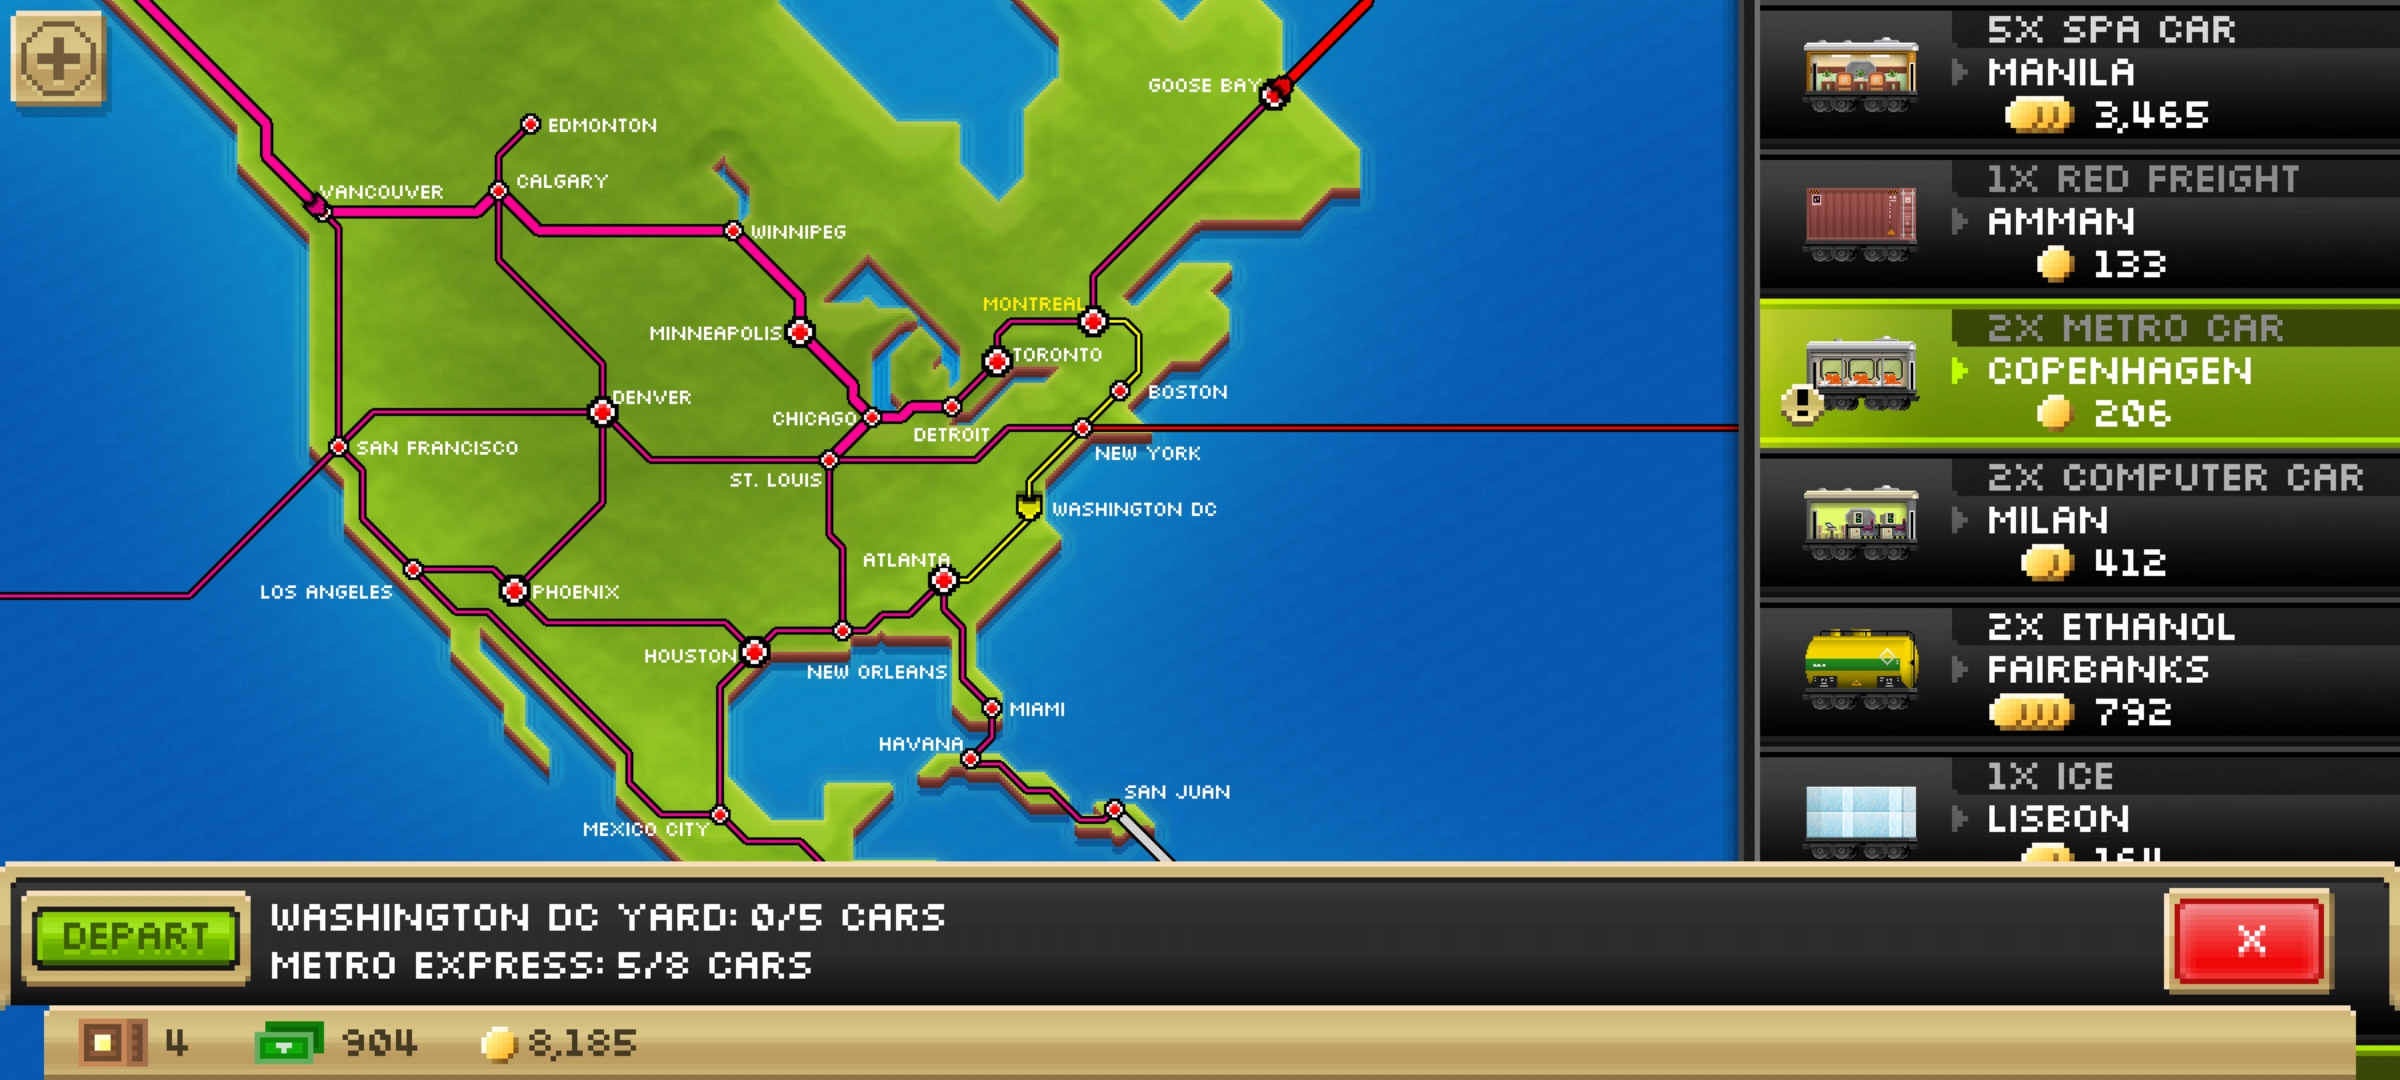 GOOSE BAY
EDMONTON
CALGARY
VANCOUVER
WINNIPEG
MONTREAL
MINNEAPOLIS
TORONTO
BOSTON
DENVER
CHICAGO
DETROIT
SAN FRANCISCO
NEW YORK
ST. LOUIS
WASHINGTON DC
ATLANTA
LOS ANGELES
PHOENIX
HOUSTON
NEW ORLEANS
MIAMI
HAVANA
SAN JUAN
MEXICO CITY
5X SPA CAR
MANILA
3,465
1X RED FREIGHT
AMMAN
133
2X METRO CAR
COPENHAGEN
206
2X COMPUTER CAR
MILAN
412
2X ETHANOL
FAIRBANKS
792
1X ICE
LISBON
164
DEPART
WASHINGTON DC YARD: 0/5 CARS
METRO EXPRESS: 5/8 CARS
X
4
904
8,185